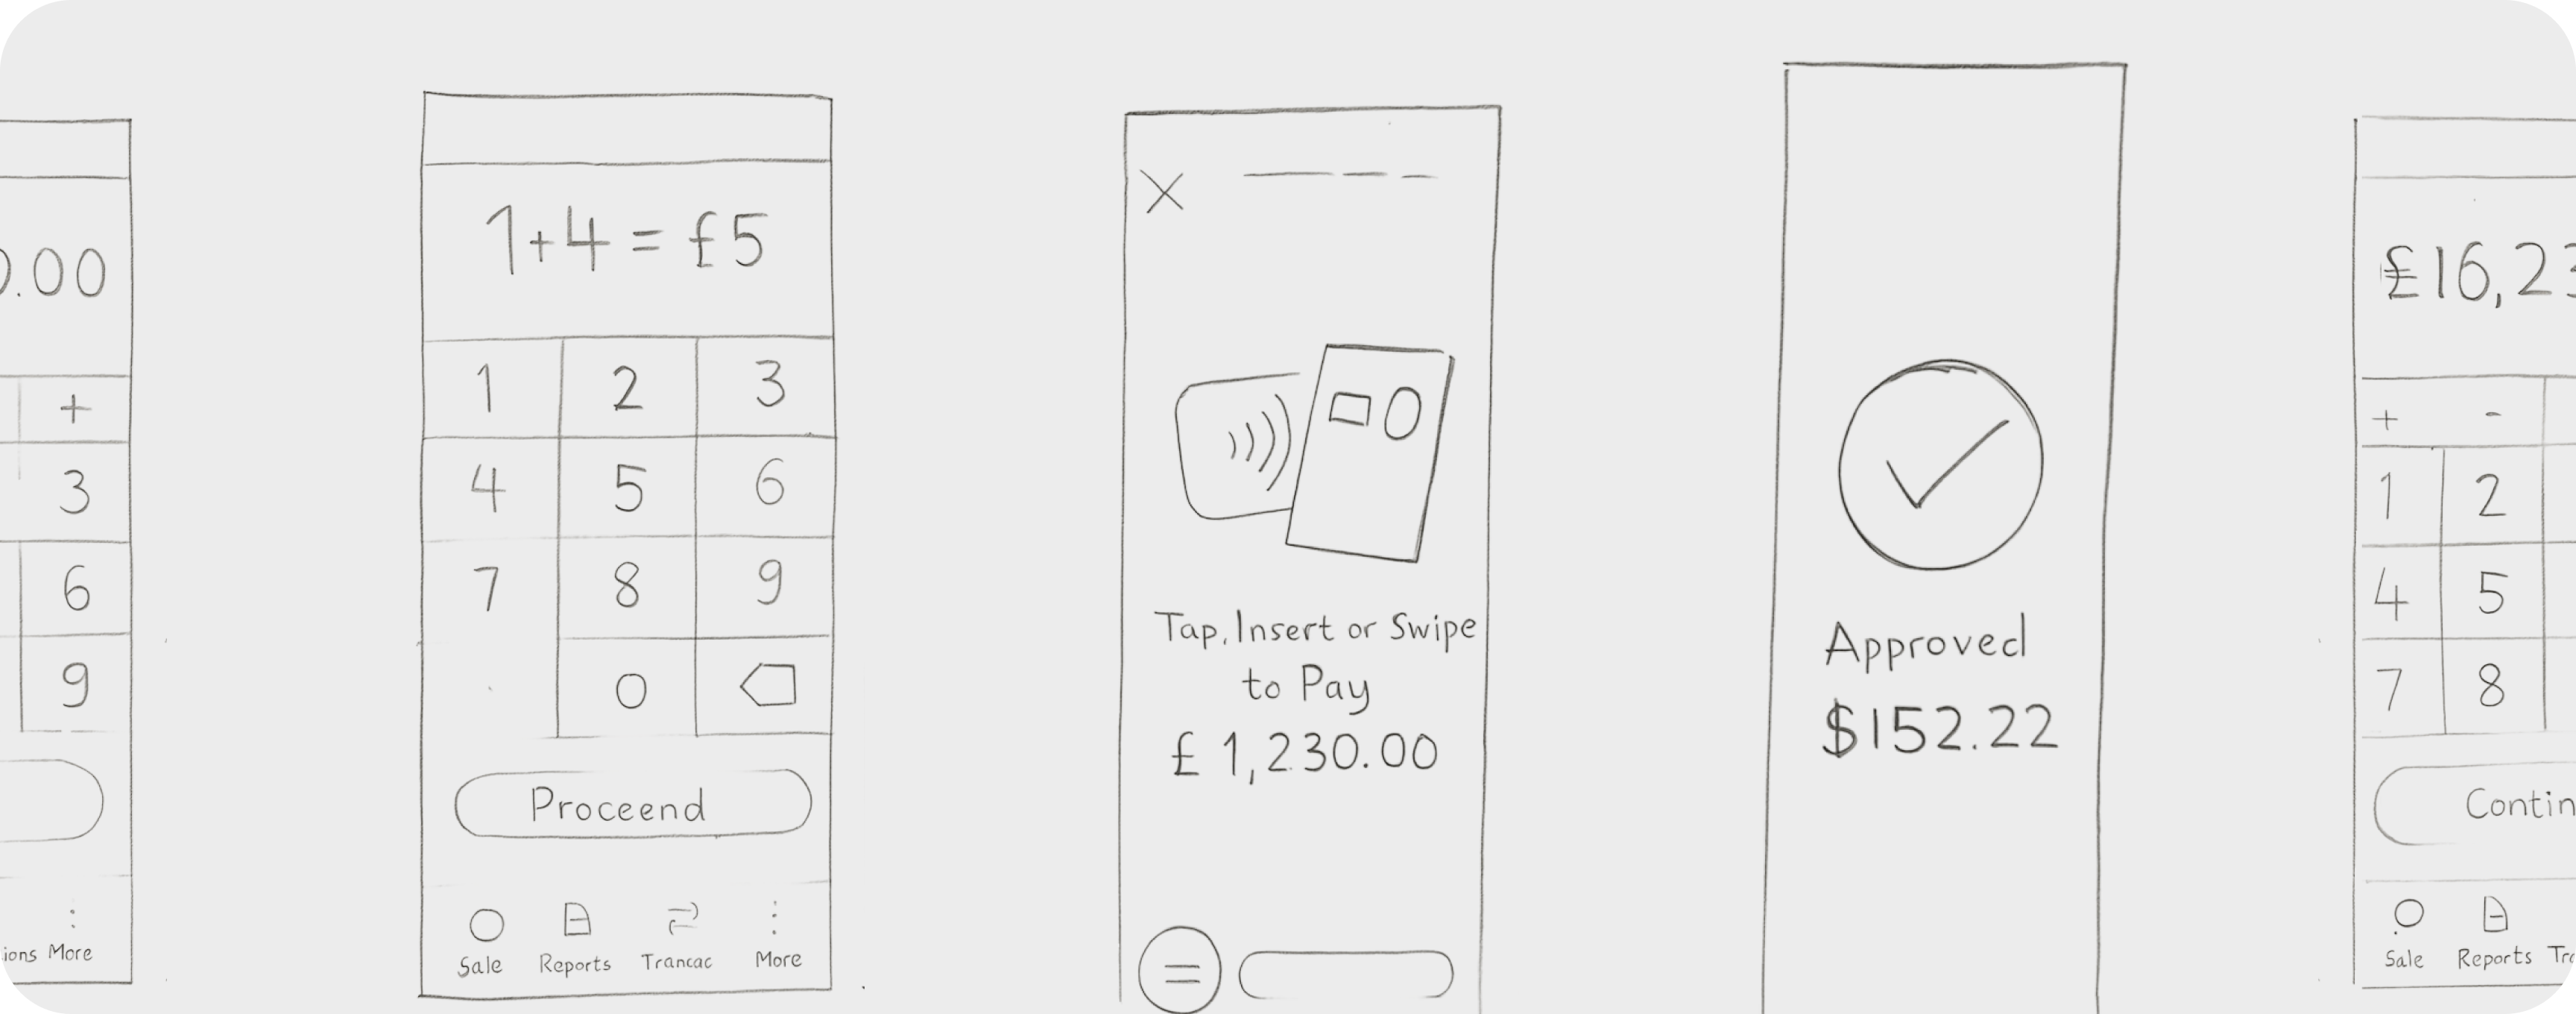 0.00
+
3
6
9
ions More
1+4 = £5
1 2 3
4 5 6
7 8 9
0
Proceend
Sale Reports Trancac More
Tap, Insert or Swipe
to Pay
£ 1,230.00
Approved
$152.22
£16,23
+ -
1 2
4 5
7 8
Contin
Sale Reports Tra